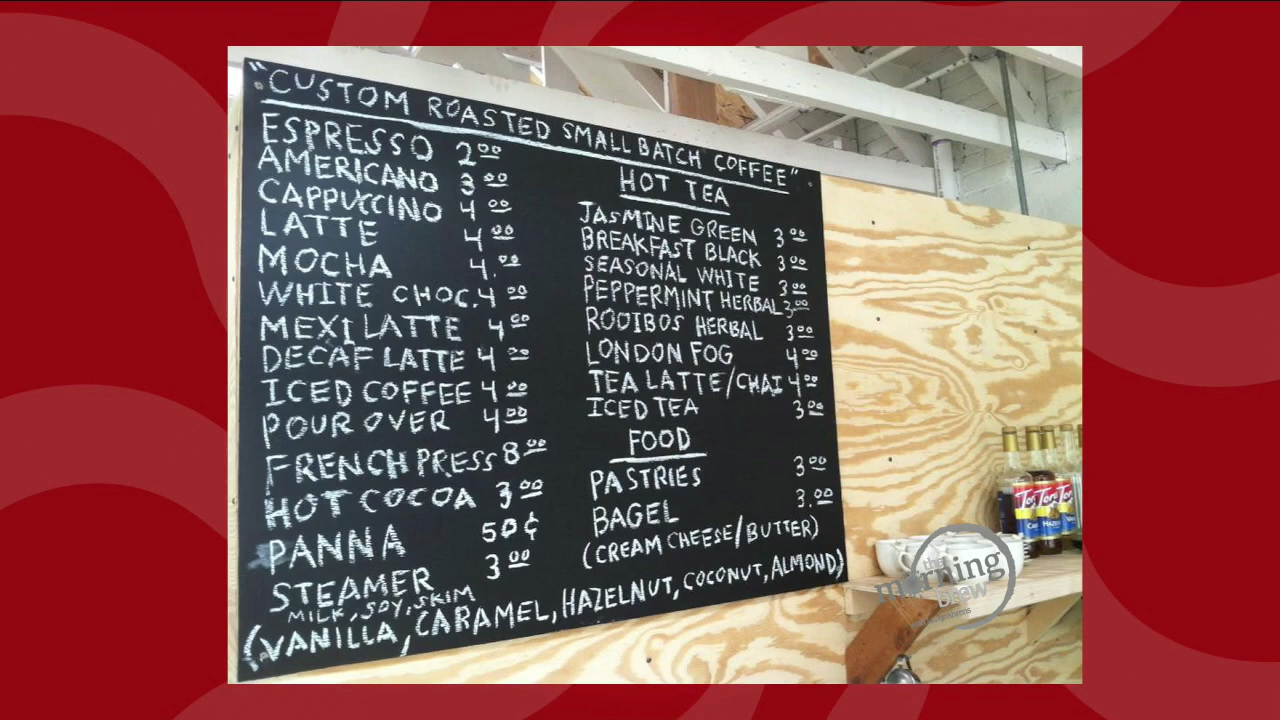 "CUSTOM ROASTED SMALL BATCH COFFEE"
ESPRESSO 2.00
AMERICANO 3.00
CAPPUCCINO 4.00
LATTE 4.00
MOCHA 4.00
WHITE CHOC. 4.00
MEXI LATTE 4.00
DECAF LATTE 4.00
ICED COFFEE 4.00
POUR OVER 4.00
FRENCH PRESS 8.00
HOT COCOA 3.00
PANNA 50¢
STEAMER 3.00
MILK, SOY, SKIM
(VANILLA, CARAMEL, HAZELNUT, COCONUT, ALMOND)
HOT TEA
JASMINE GREEN 3.00
BREAKFAST BLACK 3.00
SEASONAL WHITE 3.00
PEPPERMINT HERBAL 3.00
ROOIBOS HERBAL 3.00
LONDON FOG 4.00
TEA LATTE/CHAI 4.00
ICED TEA 3.00
FOOD
PASTRIES 3.00
BAGEL 3.00
(CREAM CHEESE/BUTTER)
Torani
the
morning
brew